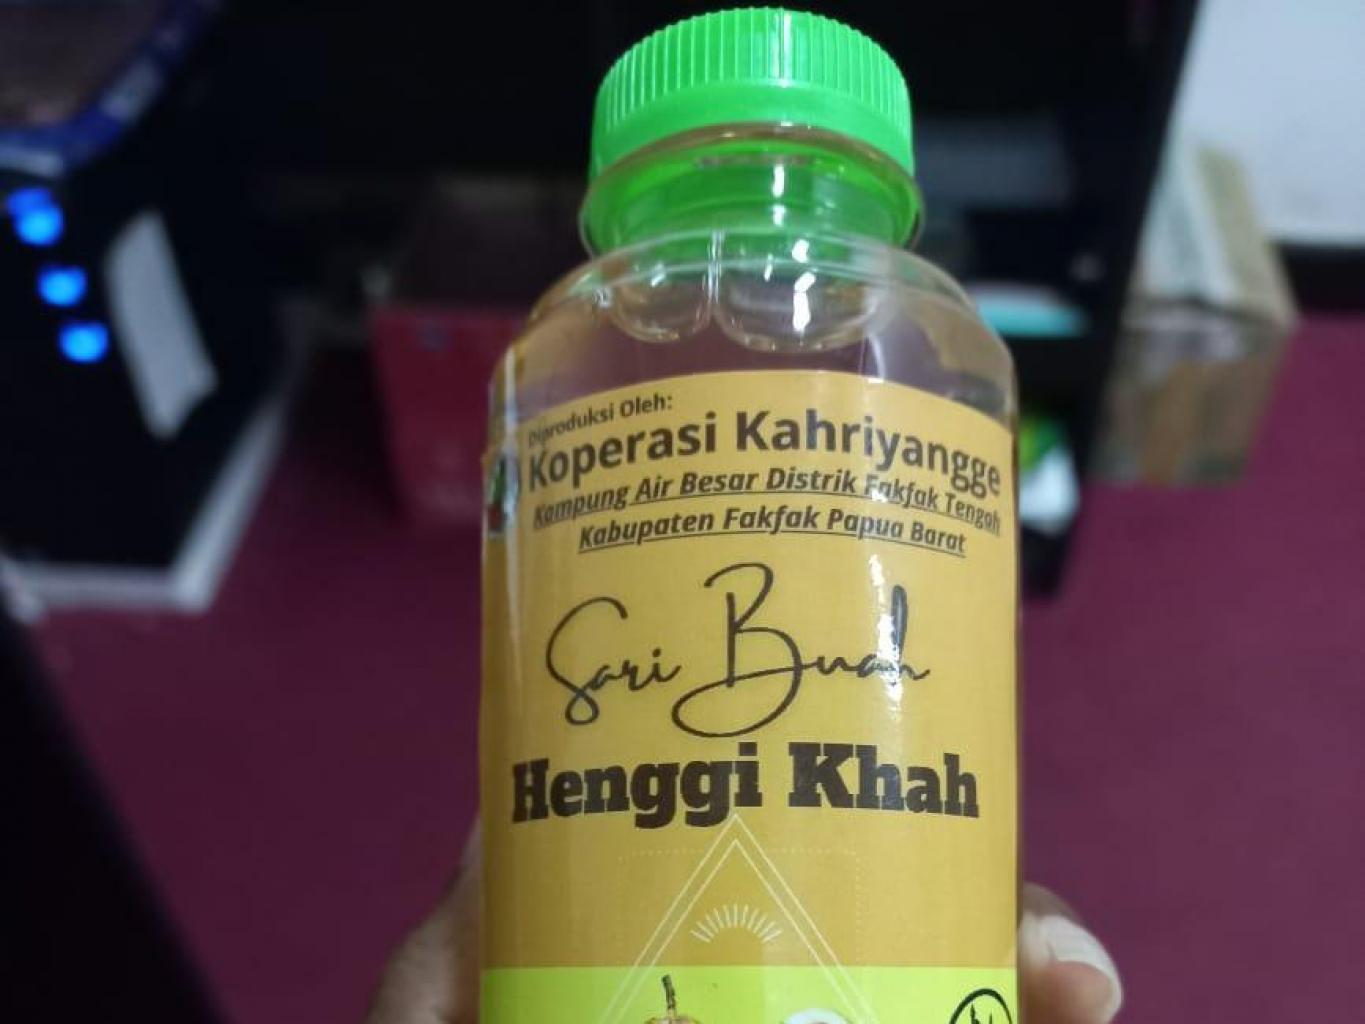 Diproduksi Oleh:
Koperasi Kahriyangge
Kampung Air Besar Distrik Fakfak Tengah
Kabupaten Fakfak Papua Barat
Sari Buah
Henggi Khah